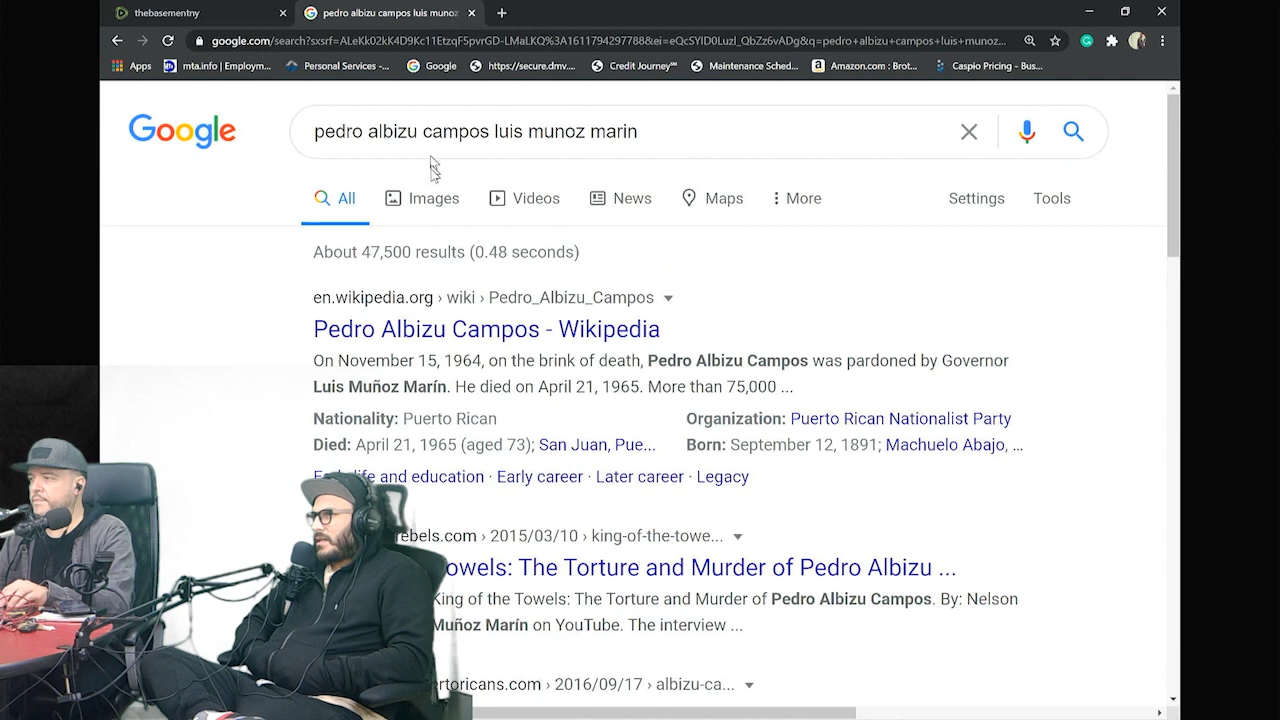 thebasementny
pedro albizu campos luis munoz
google.com/search?sxsrf=ALeKk02kK4D9Kc11EtzqF5pvrGD-LMaLKQ%3A1611794297788&ei=eQcSYID0LuzI_QbZz6vADg&q=pedro+albizu+campos+luis+munoz...
Apps mta.info | Employm... Personal Services -... Google https://secure.dmv.... Credit Journey℠ Maintenance Sched... Amazon.com : Brot... Caspio Pricing - Bus...
Google
pedro albizu campos luis munoz marin
All Images Videos News Maps More Settings Tools
About 47,500 results (0.48 seconds)
en.wikipedia.org › wiki › Pedro_Albizu_Campos
Pedro Albizu Campos - Wikipedia
On November 15, 1964, on the brink of death, Pedro Albizu Campos was pardoned by Governor
Luis Muñoz Marín. He died on April 21, 1965. More than 75,000 ...
Nationality: Puerto Rican Organization: Puerto Rican Nationalist Party
Died: April 21, 1965 (aged 73); San Juan, Pue... Born: September 12, 1891; Machuelo Abajo, ...
life and education · Early career · Later career · Legacy
rebels.com › 2015/03/10 › king-of-the-towe...
owels: The Torture and Murder of Pedro Albizu ...
King of the Towels: The Torture and Murder of Pedro Albizu Campos. By: Nelson
Muñoz Marín on YouTube. The interview ...
rtoricans.com › 2016/09/17 › albizu-ca...